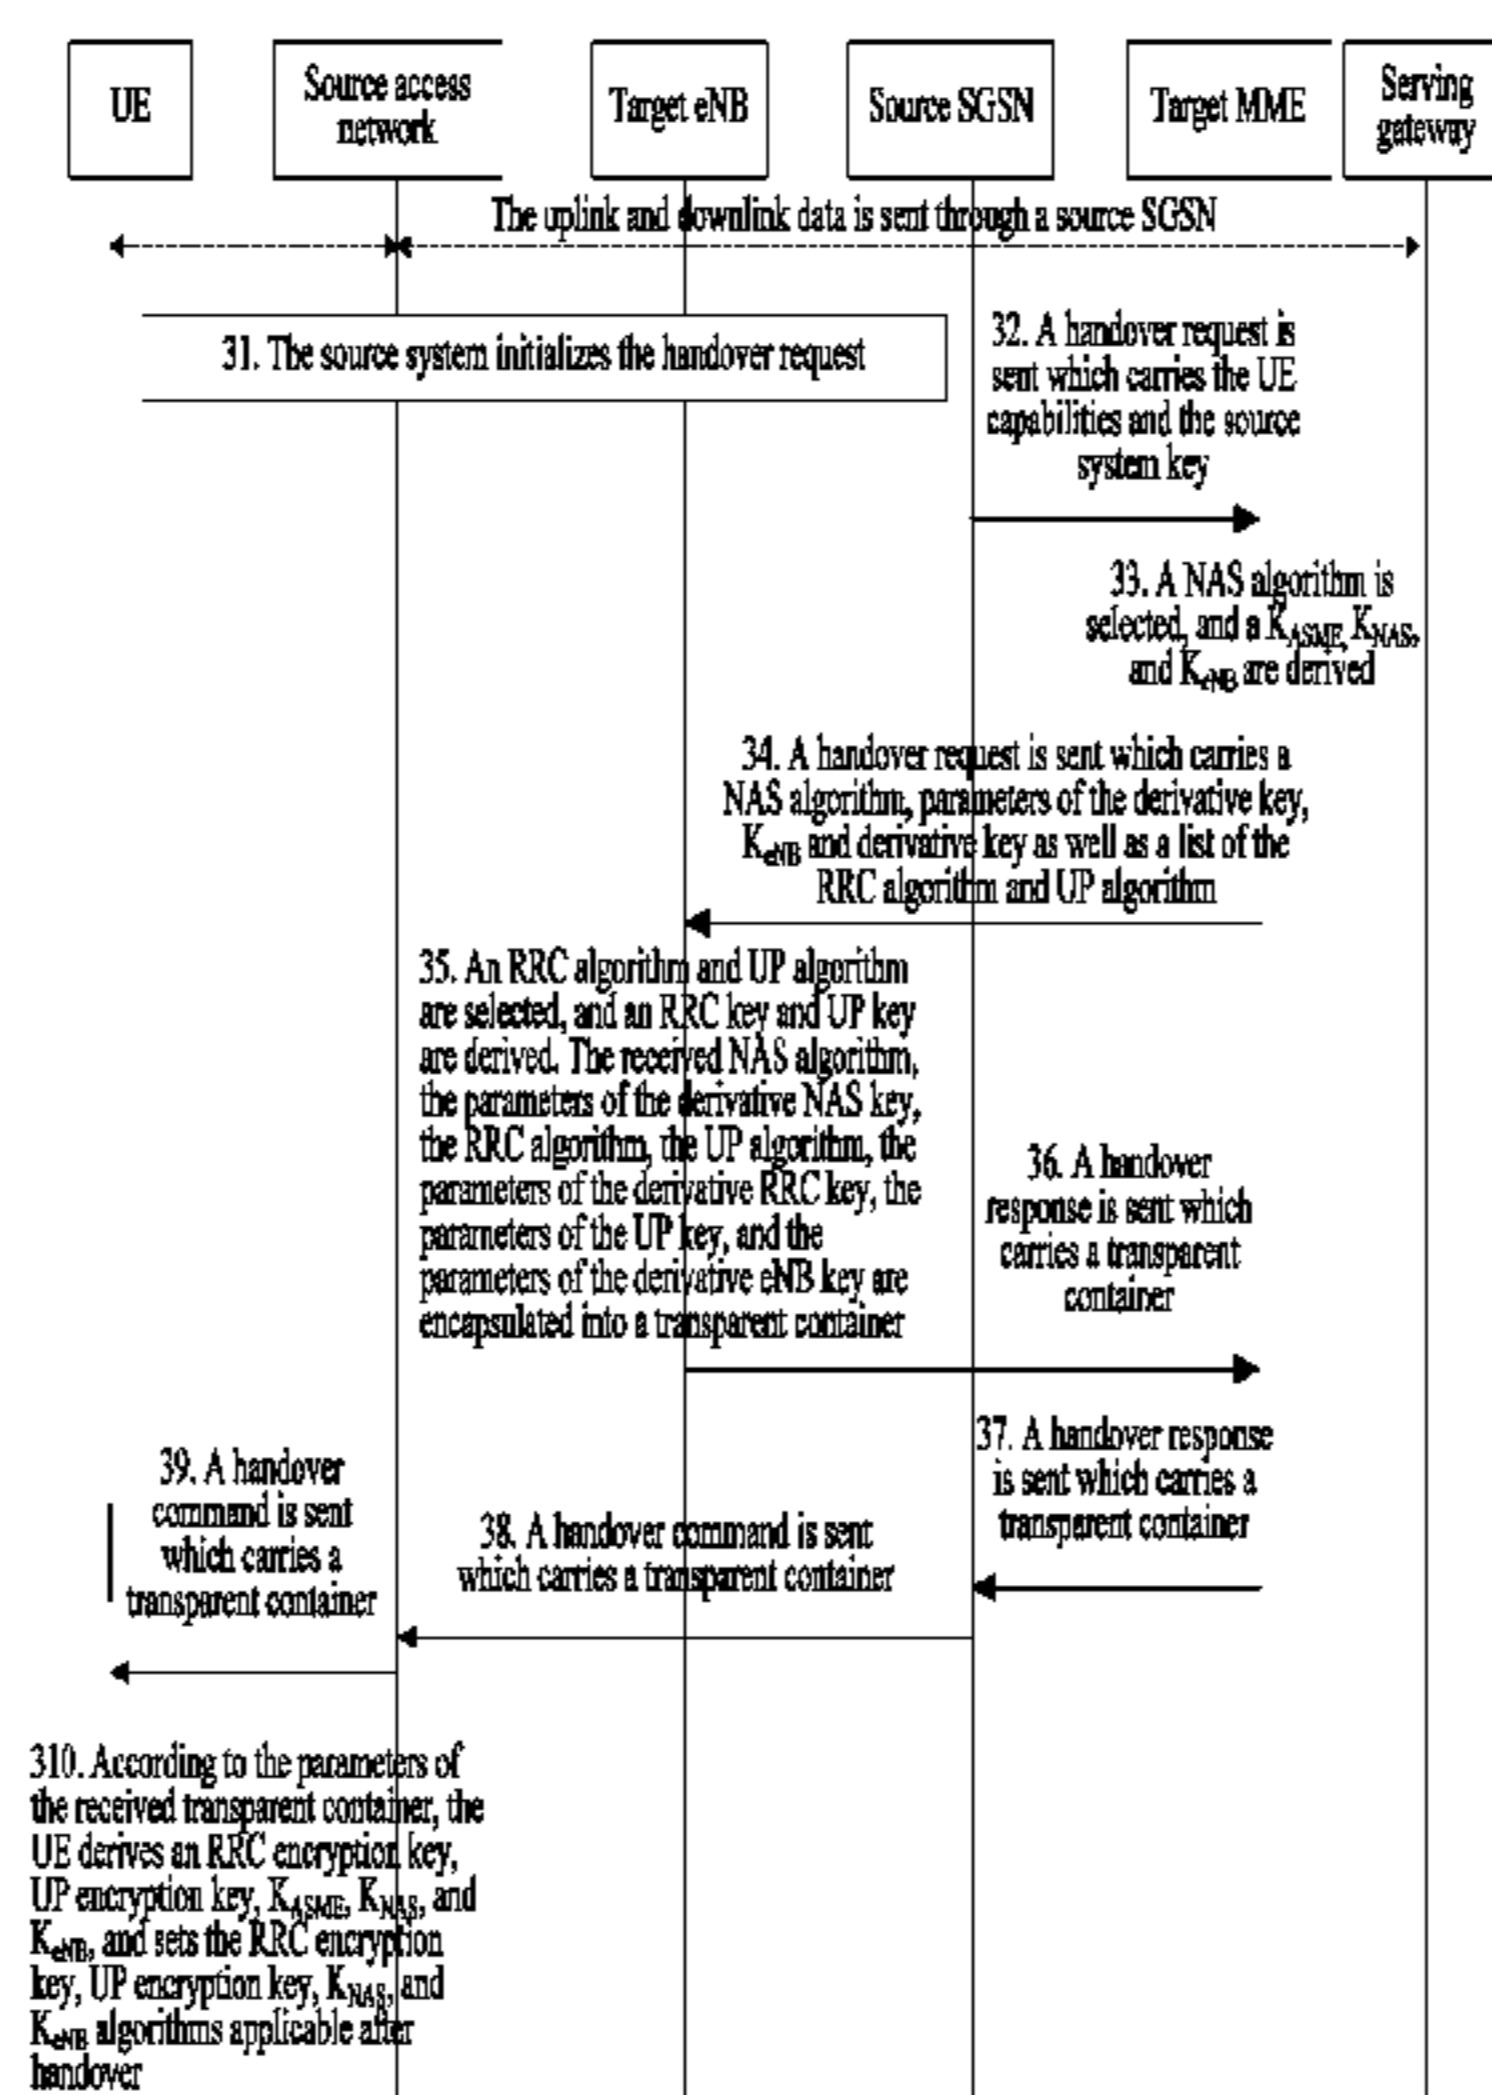 UE
Source access
network
Target eNB
Source SGSN
Target MME
Serving
gateway
The uplink and downlink data is sent through a source SGSN
31. The source system initializes the handover request
32. A handover request is
sent which carries the UE
capabilities and the source
system key
33. A NAS algorithm is
selected, and a KASME, KNAS,
and KeNB are derived
34. A handover request is sent which carries a
NAS algorithm, parameters of the derivative key,
KeNB and derivative key as well as a list of the
RRC algorithm and UP algorithm
35. An RRC algorithm and UP algorithm
are selected, and an RRC key and UP key
are derived. The received NAS algorithm,
the parameters of the derivative NAS key,
the RRC algorithm, the UP algorithm, the
parameters of the derivative RRC key, the
parameters of the UP key, and the
parameters of the derivative eNB key are
encapsulated into a transparent container
36. A handover
response is sent which
carries a transparent
container
37. A handover response
is sent which carries a
transparent container
38. A handover command is sent
which carries a transparent container
39. A handover
command is sent
which carries a
transparent container
310. According to the parameters of
the received transparent container, the
UE derives an RRC encryption key,
UP encryption key, KASME, KNAS, and
KeNB, and sets the RRC encryption
key, UP encryption key, KNAS, and
KeNB algorithms applicable after
handover